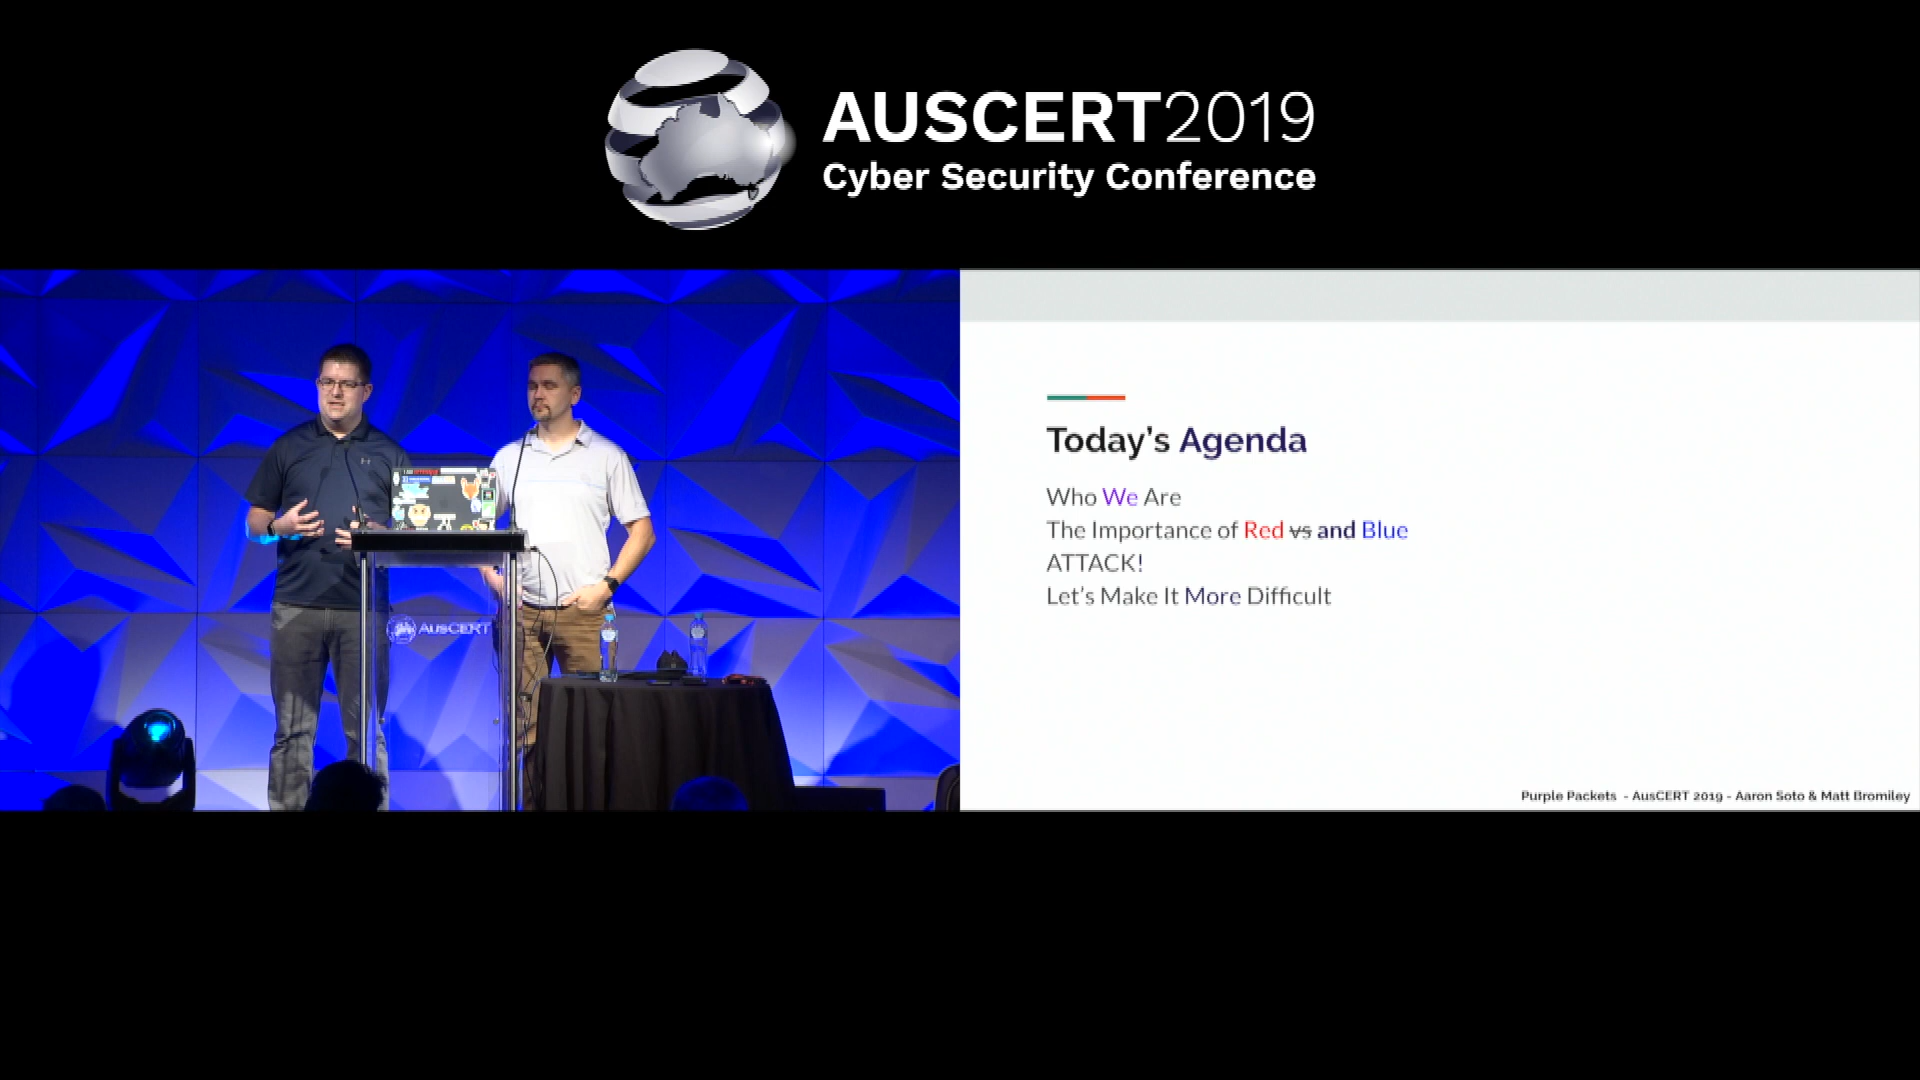 AUSCERT2019
Cyber Security Conference
AUSCERT
Today's Agenda
Who We Are
The Importance of Red vs and Blue
ATTACK!
Let's Make It More Difficult
Purple Packets - AusCERT 2019 - Aaron Soto & Matt Bromiley